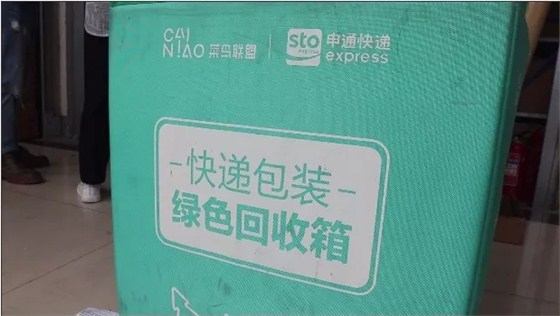 CAI NIAO 菜鸟联盟
sto express 申通快递 express
-快递包装-
绿色回收箱